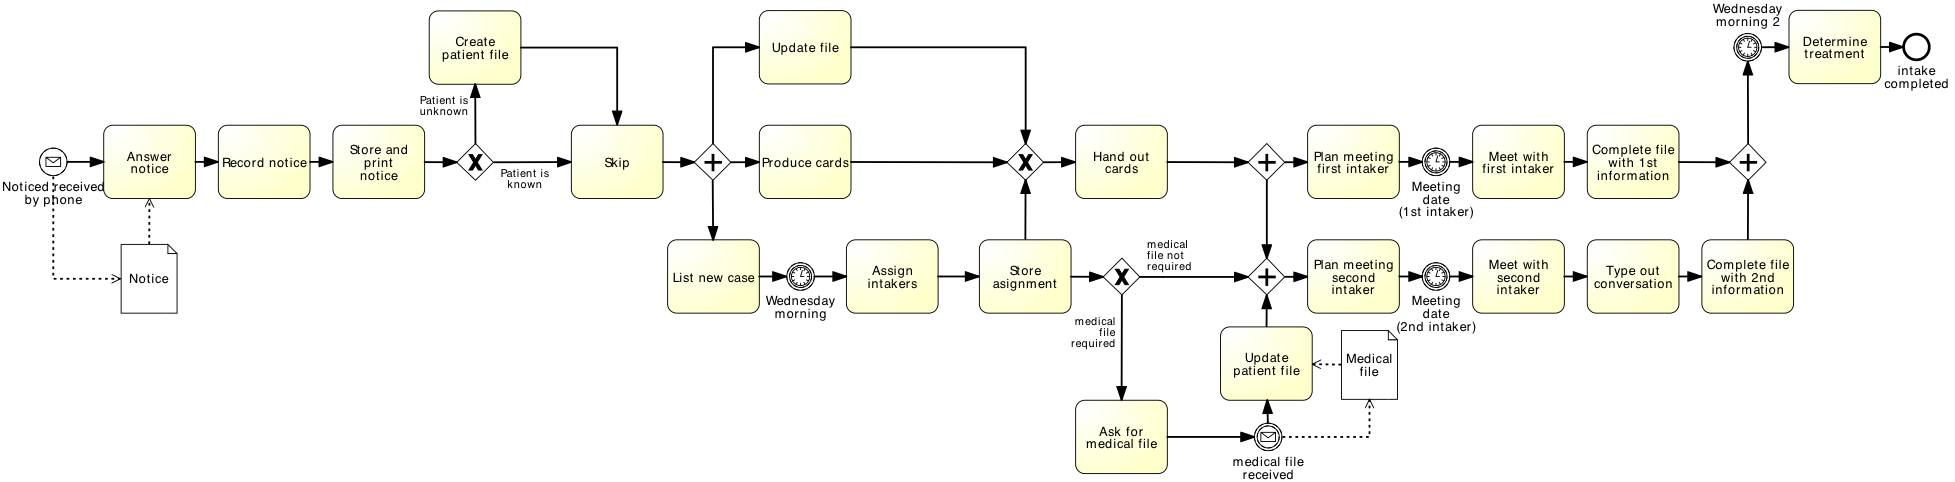 Noticed received
by phone
Answer
notice
Notice
Record notice
Store and
print
notice
Patient is
unknown
Create
patient file
Patient is
known
Skip
Update file
Produce cards
List new case
Wednesday
morning
Assign
intakers
Store
asignment
Hand out
cards
medical
file not
required
medical
file
required
Ask for
medical file
medical file
received
Update
patient file
Medical
file
Plan meeting
first intaker
Meeting
date
(1st intaker)
Meet with
first intaker
Complete file
with 1st
information
Plan meeting
second
intaker
Meeting
date
(2nd intaker)
Meet with
second
intaker
Type out
conversation
Complete file
with 2nd
information
Wednesday
morning 2
Determine
treatment
intake
completed